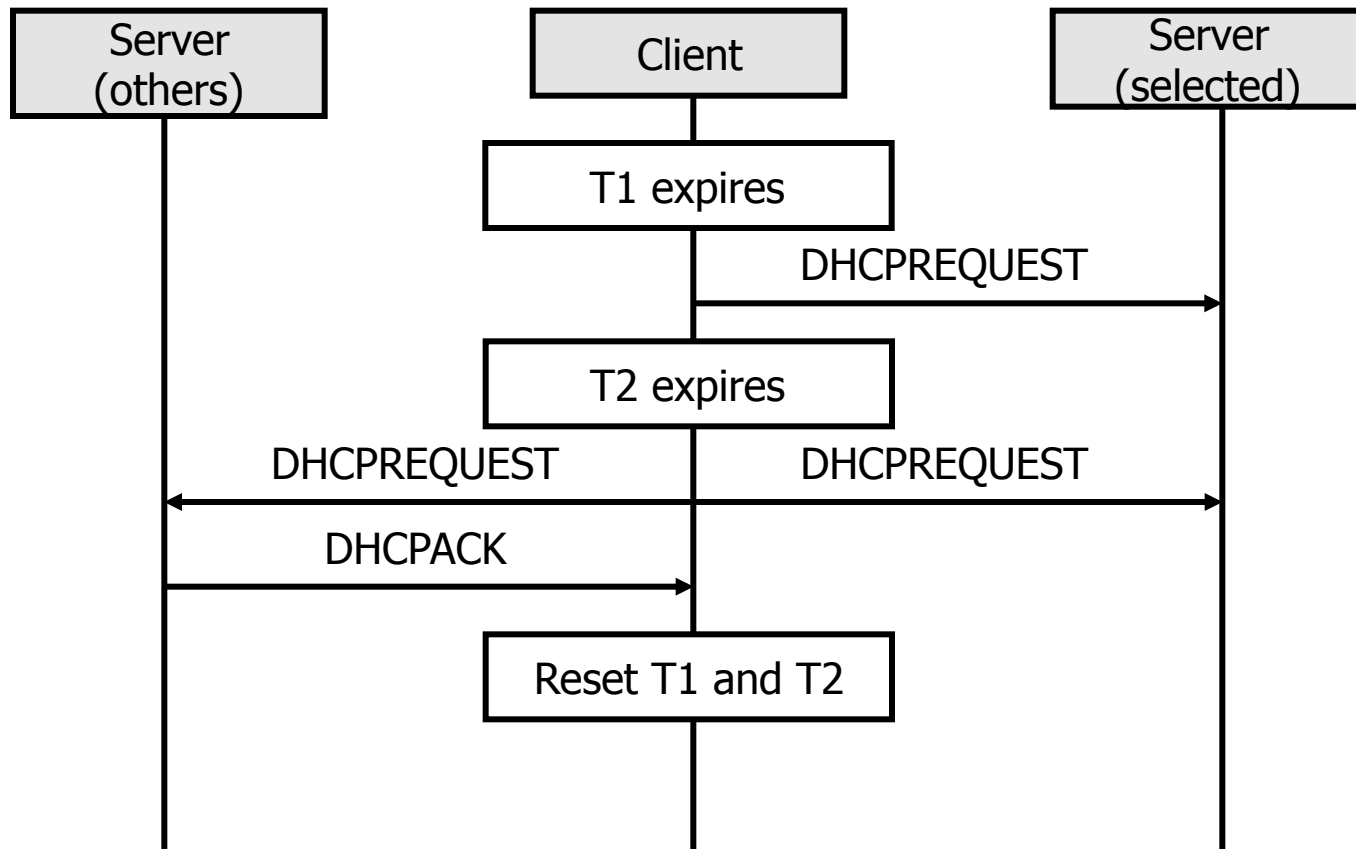 Server
(others)
Client
Server
(selected)
T1 expires
DHCPREQUEST
T2 expires
DHCPREQUEST
DHCPREQUEST
DHCPACK
Reset T1 and T2